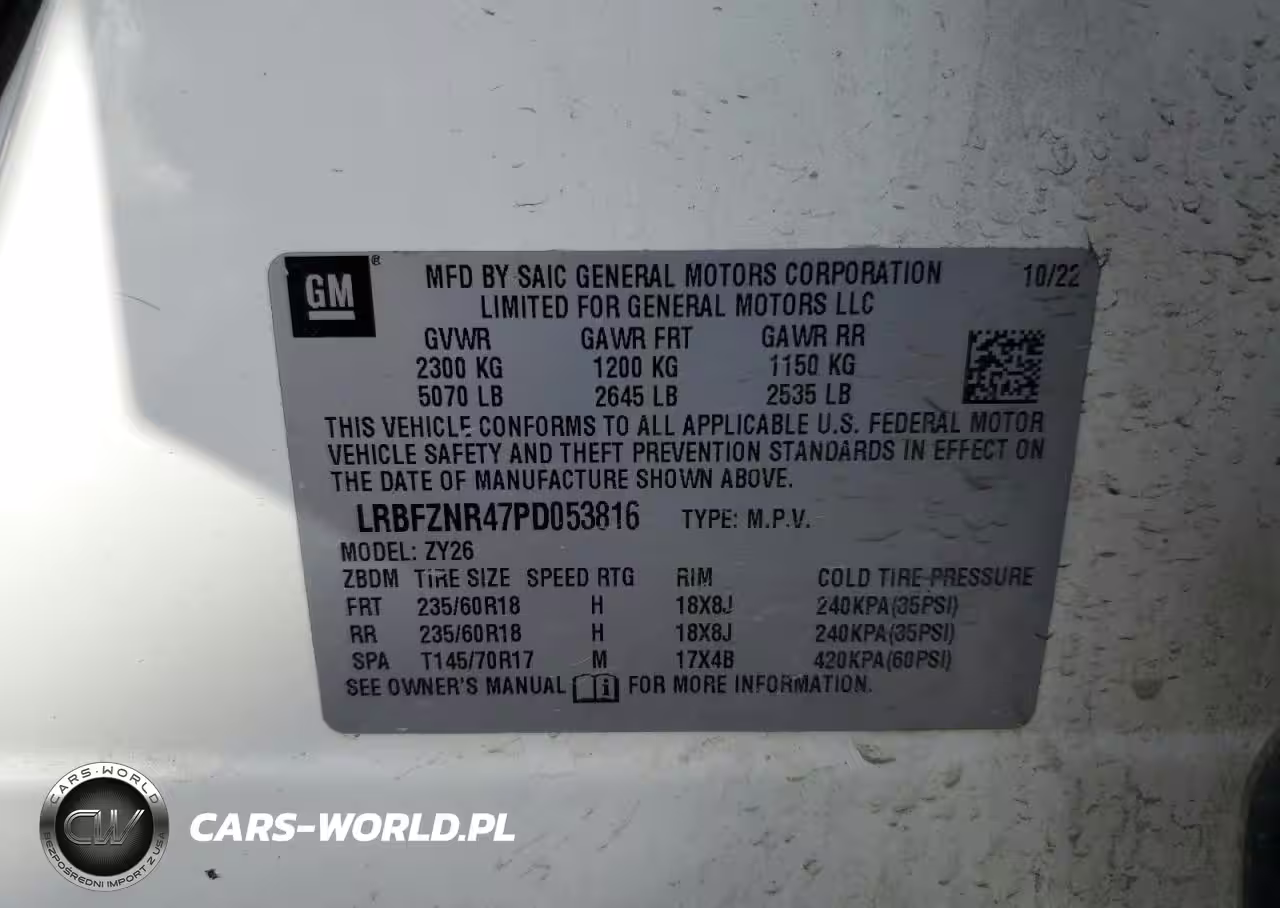 GM®
MFD BY SAIC GENERAL MOTORS CORPORATION 10/22
LIMITED FOR GENERAL MOTORS LLC
GVWR GAWR FRT GAWR RR
2300 KG 1200 KG 1150 KG
5070 LB 2645 LB 2535 LB
THIS VEHICLE CONFORMS TO ALL APPLICABLE U.S. FEDERAL MOTOR
VEHICLE SAFETY AND THEFT PREVENTION STANDARDS IN EFFECT ON
THE DATE OF MANUFACTURE SHOWN ABOVE.
LRBFZNR47PD053816 TYPE: M.P.V.
MODEL: ZY26
ZBDM TIRE SIZE SPEED RTG RIM COLD TIRE PRESSURE
FRT 235/60R18 H 18X8J 240KPA(35PSI)
RR 235/60R18 H 18X8J 240KPA(35PSI)
SPA T145/70R17 M 17X4B 420KPA(60PSI)
SEE OWNER'S MANUAL i FOR MORE INFORMATION.
CARS-WORLD
CW
BEZPOŚREDNI IMPORT Z USA
CARS-WORLD.PL